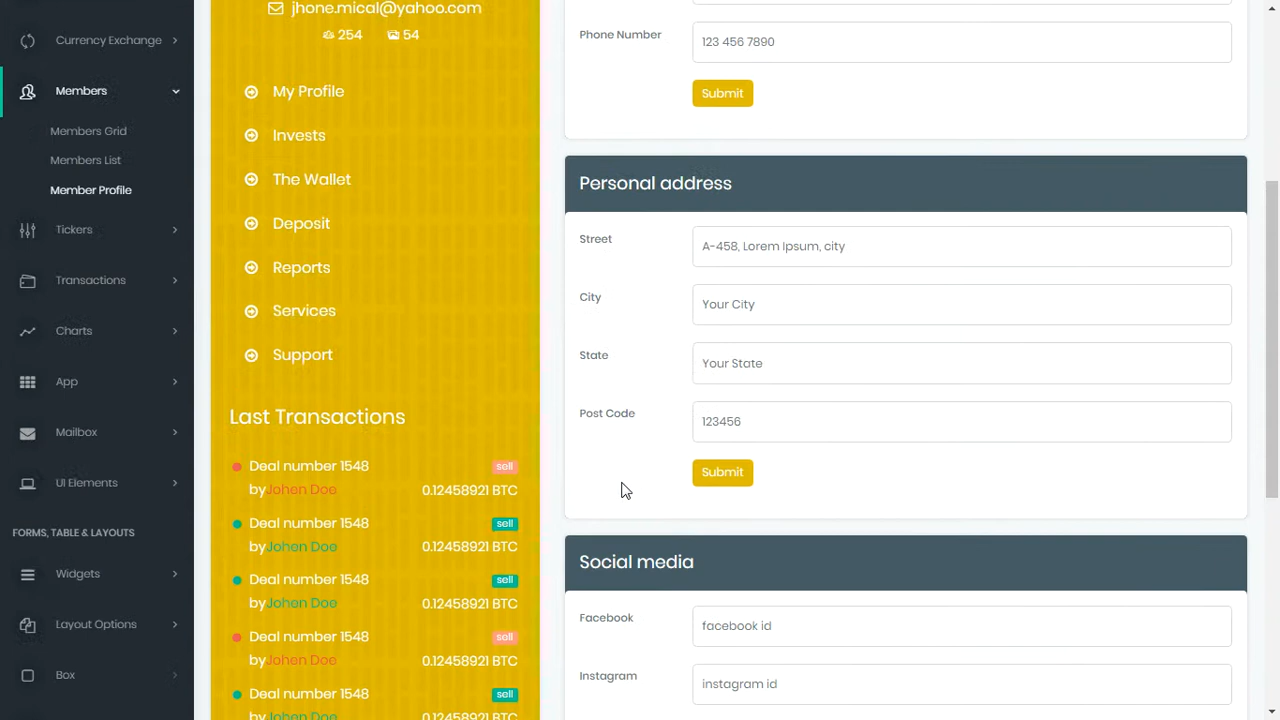 Currency Exchange
Members
Members Grid
Members List
Member Profile
Tickers
Transactions
Charts
App
Mailbox
UI Elements
FORMS, TABLE & LAYOUTS
Widgets
Layout Options
Box
jhone.mical@yahoo.com
254 54
My Profile
Invests
The Wallet
Deposit
Reports
Services
Support
Last Transactions
Deal number 1548 sell
byJohen Doe 0.12458921 BTC
Deal number 1548 sell
byJohen Doe 0.12458921 BTC
Deal number 1548 sell
byJohen Doe 0.12458921 BTC
Deal number 1548 sell
byJohen Doe 0.12458921 BTC
Deal number 1548 sell
byJohen Doe 0.12458921 BTC
Phone Number 123 456 7890
Submit
Personal address
Street A-458, Lorem Ipsum, city
City Your City
State Your State
Post Code 123456
Submit
Social media
Facebook facebook id
Instagram instagram id